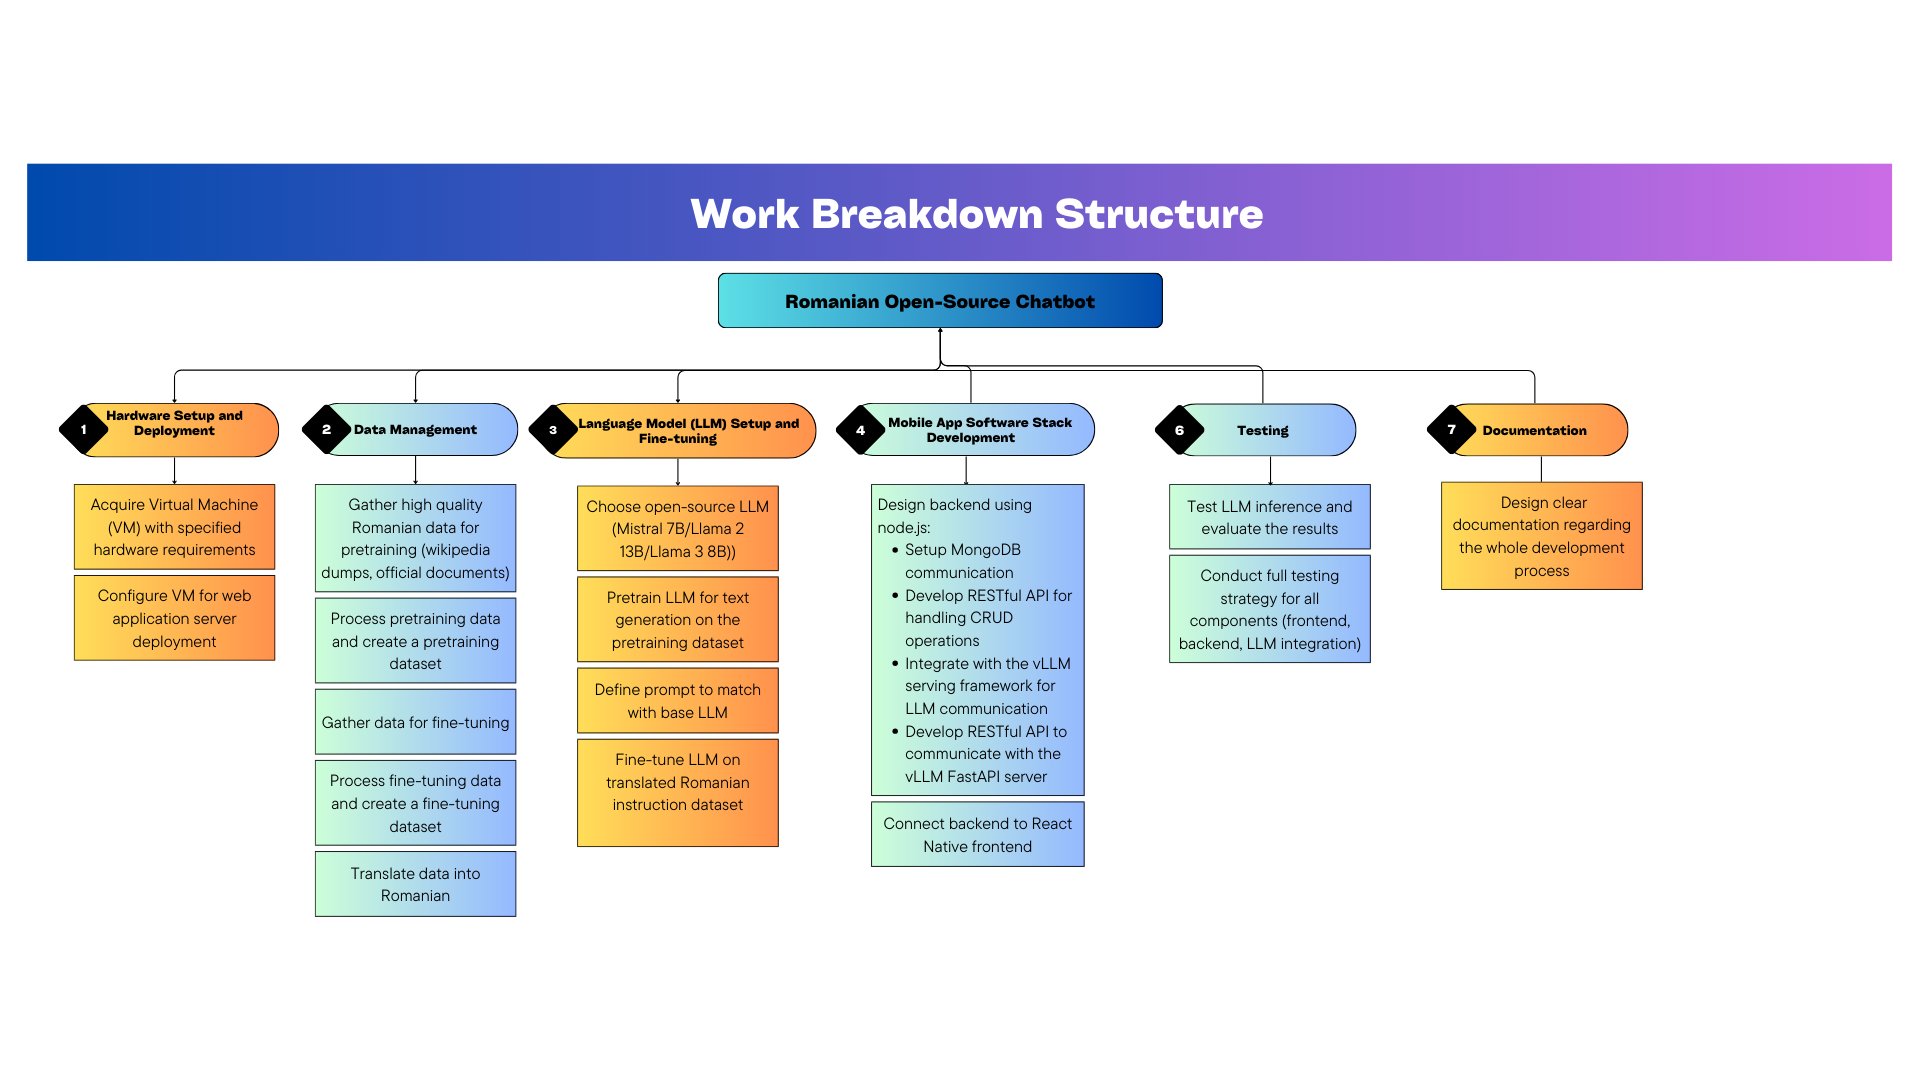 Work Breakdown Structure
Romanian Open-Source Chatbot
1
Hardware Setup and
Deployment
Acquire Virtual Machine
(VM) with specified
hardware requirements
Configure VM for web
application server
deployment
2
Data Management
Gather high quality
Romanian data for
pretraining (wikipedia
dumps, official documents)
Process pretraining data
and create a pretraining
dataset
Gather data for fine-tuning
Process fine-tuning data
and create a fine-tuning
dataset
Translate data into
Romanian
3
Language Model (LLM) Setup and
Fine-tuning
Choose open-source LLM
(Mistral 7B/Llama 2
13B/Llama 3 8B))
Pretrain LLM for text
generation on the
pretraining dataset
Define prompt to match
with base LLM
Fine-tune LLM on
translated Romanian
instruction dataset
4
Mobile App Software Stack
Development
Design backend using
node.js:
• Setup MongoDB
communication
• Develop RESTful API for
handling CRUD
operations
• Integrate with the vLLM
serving framework for
LLM communication
• Develop RESTful API to
communicate with the
vLLM FastAPI server
Connect backend to React
Native frontend
6
Testing
Test LLM inference and
evaluate the results
Conduct full testing
strategy for all
components (frontend,
backend, LLM integration)
7
Documentation
Design clear
documentation regarding
the whole development
process